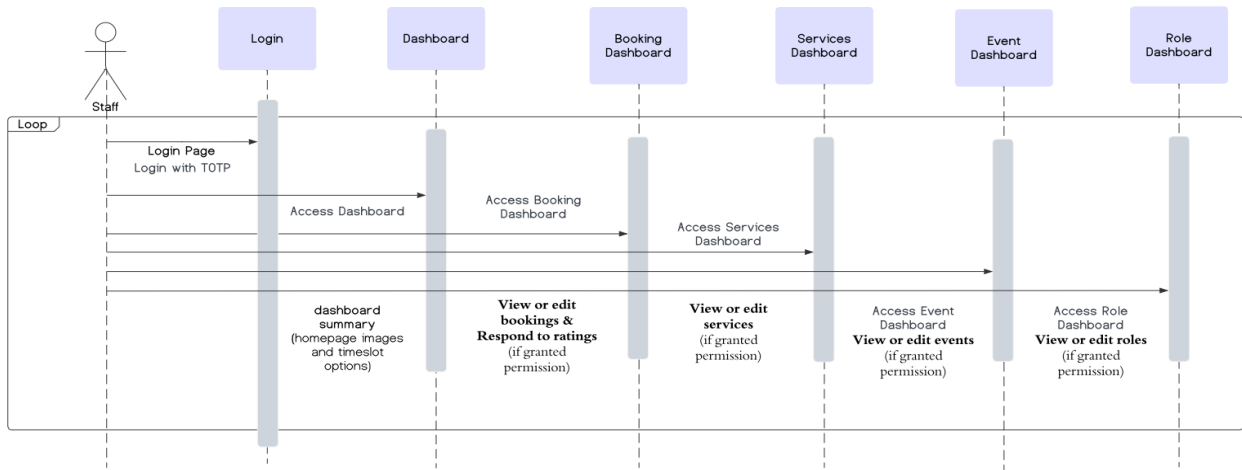 Login
Dashboard
Booking
Dashboard
Services
Dashboard
Event
Dashboard
Role
Dashboard
Staff
Loop
Login Page
Login with TOTP
Access Dashboard
Access Booking
Dashboard
Access Services
Dashboard
dashboard
summary
(homepage images
and timeslot
options)
View or edit
bookings &
Respond to ratings
(if granted
permission)
View or edit
services
(if granted
permission)
Access Event
Dashboard
View or edit events
(if granted
permission)
Access Role
Dashboard
View or edit roles
(if granted
permission)